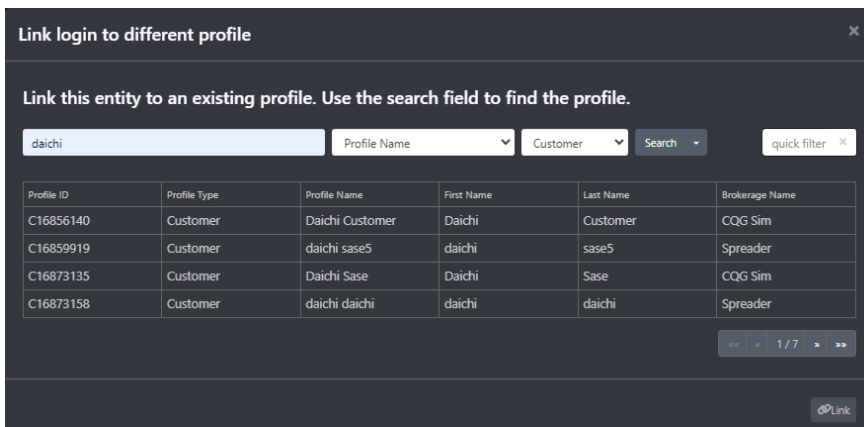 Link login to different profile ×
Link this entity to an existing profile. Use the search field to find the profile.
daichi Profile Name Customer Search quick filter ×
Profile ID Profile Type Profile Name First Name Last Name Brokerage Name
C16856140 Customer Daichi Customer Daichi Customer CQG Sim
C16859919 Customer daichi sase5 daichi sase5 Spreader
C16873135 Customer Daichi Sase Daichi Sase CQG Sim
C16873158 Customer daichi daichi daichi daichi Spreader
«« « 1 / 7 » »»
Link